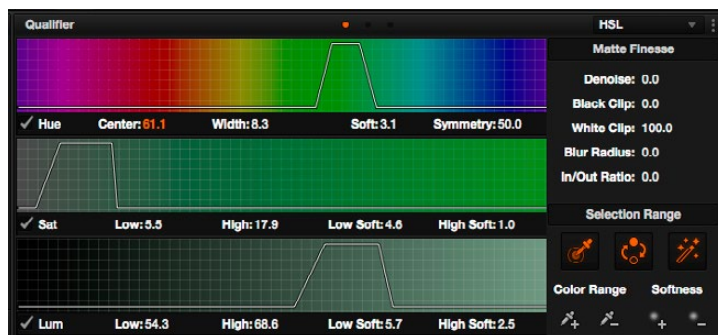 Qualifier HSL
Matte Finesse
Denoise: 0.0
Black Clip: 0.0
✓ Hue Center: 61.1 Width: 8.3 Soft: 3.1 Symmetry: 50.0
White Clip: 100.0
Blur Radius: 0.0
In/Out Ratio: 0.0
Selection Range
✓ Sat Low: 5.5 High: 17.9 Low Soft: 4.6 High Soft: 1.0
Color Range Softness
✓ Lum Low: 54.3 High: 68.6 Low Soft: 5.7 High Soft: 2.5